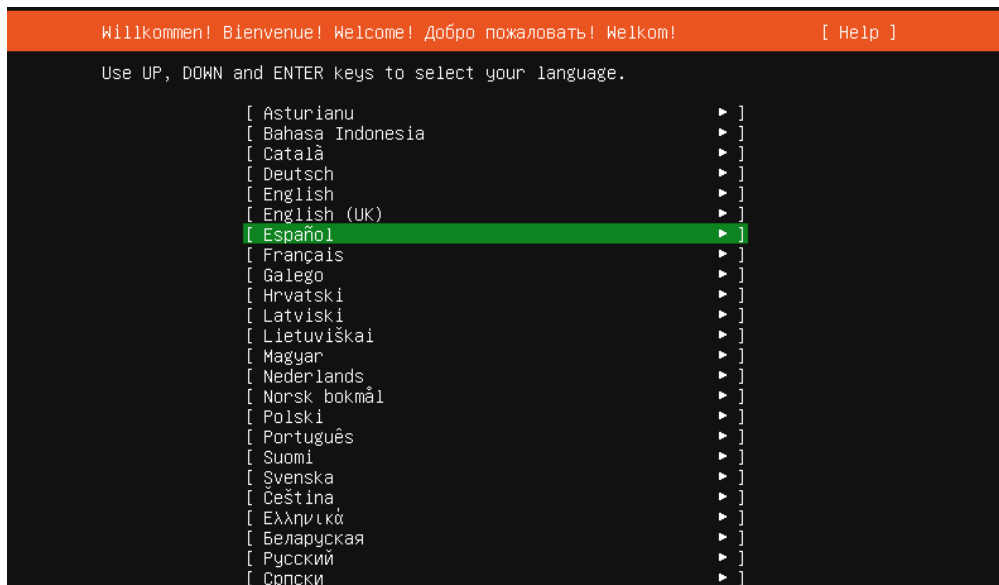 Willkommen! Bienvenue! Welcome! Добро пожаловать! Welkom! [ Help ]
Use UP, DOWN and ENTER keys to select your language.
[ Asturianu ► ]
[ Bahasa Indonesia ► ]
[ Català ► ]
[ Deutsch ► ]
[ English ► ]
[ English (UK) ► ]
[ Español ► ]
[ Français ► ]
[ Galego ► ]
[ Hrvatski ► ]
[ Latviski ► ]
[ Lietuviškai ► ]
[ Magyar ► ]
[ Nederlands ► ]
[ Norsk bokmål ► ]
[ Polski ► ]
[ Português ► ]
[ Suomi ► ]
[ Svenska ► ]
[ Čeština ► ]
[ Ελληνικά ► ]
[ Беларуская ► ]
[ Русский ► ]
[ Српски ► ]